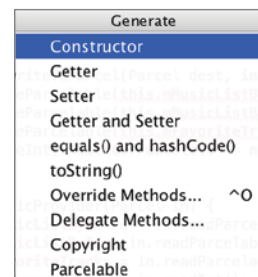 Generate
Constructor
Getter
Setter
Getter and Setter
equals() and hashCode()
toString()
Override Methods... ^O
Delegate Methods...
Copyright
Parcelable